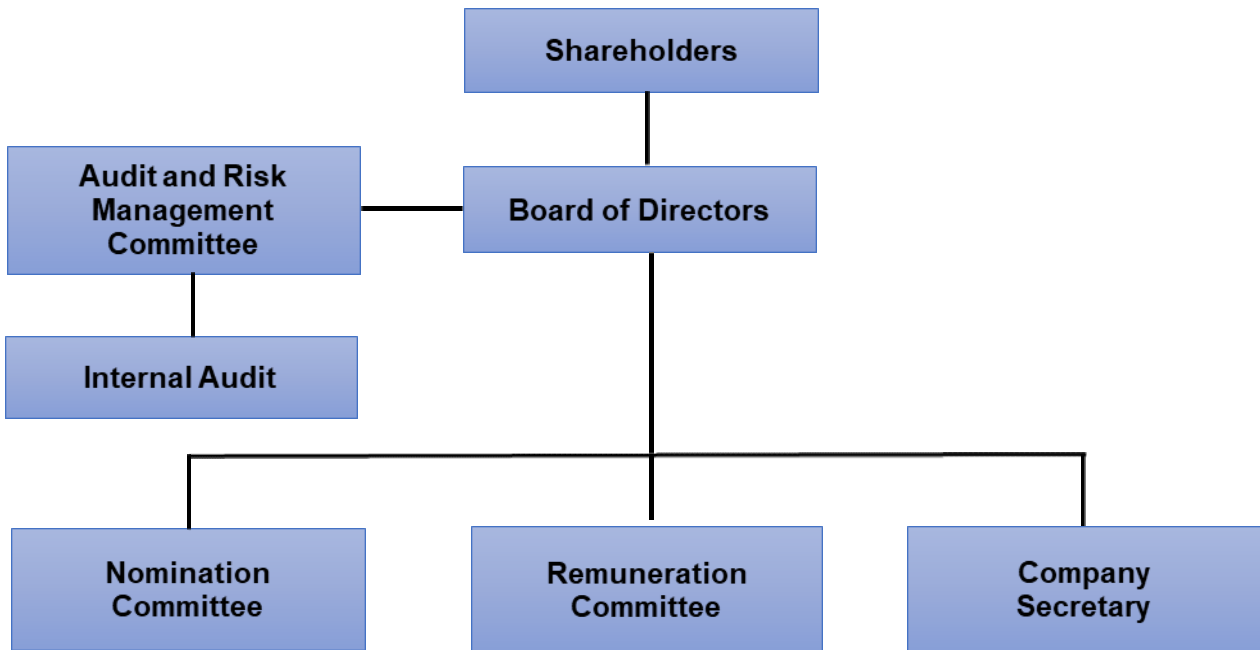 Shareholders
Audit and Risk
Management
Committee
Board of Directors
Internal Audit
Nomination
Committee
Remuneration
Committee
Company
Secretary